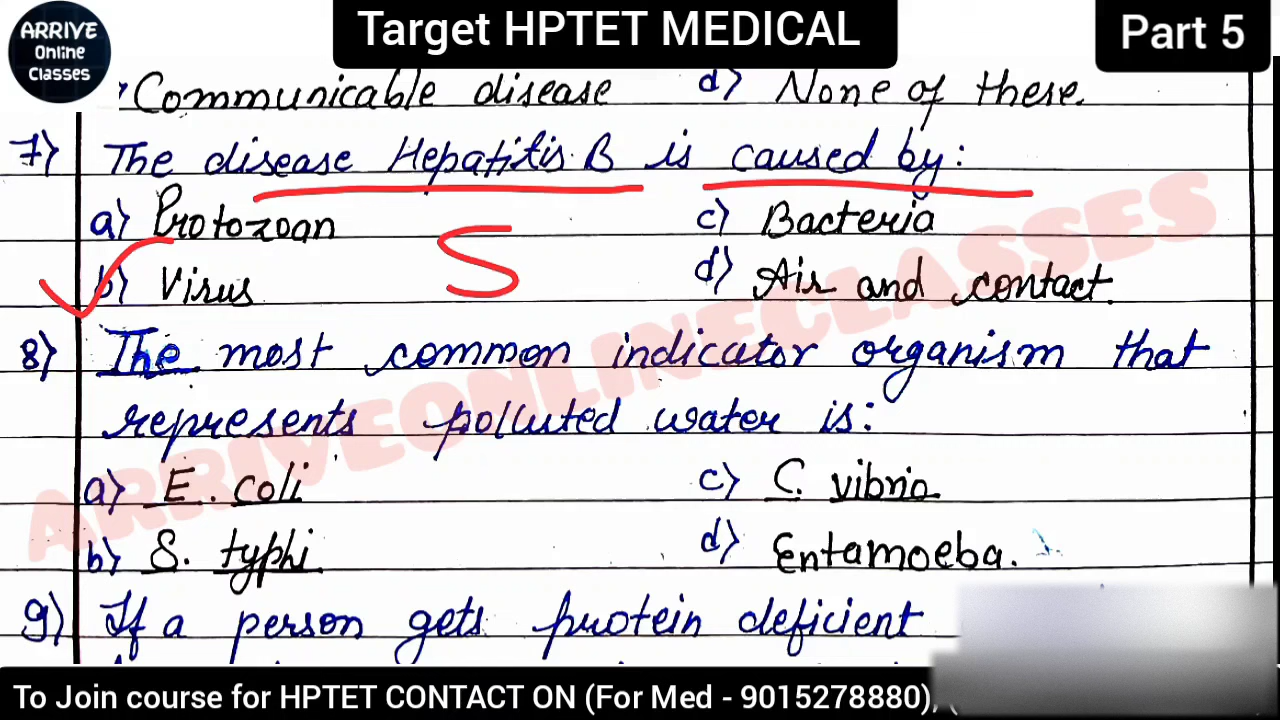 ARRIVE
Online
Classes
Target HPTET MEDICAL
Part 5
Communicable disease d) None of these.
7) The disease Hepatitis B is caused by:
a) Protozoan c) Bacteria
b) Virus d) Air and contact.
8) The most common indicator organism that
represents polluted water is:
a) E. coli c) C. vibrio
b) S. typhi d) Entamoeba.
9) If a person gets protein deficient
ARRIVEONLINECLASSES
To Join course for HPTET CONTACT ON (For Med - 9015278880), (